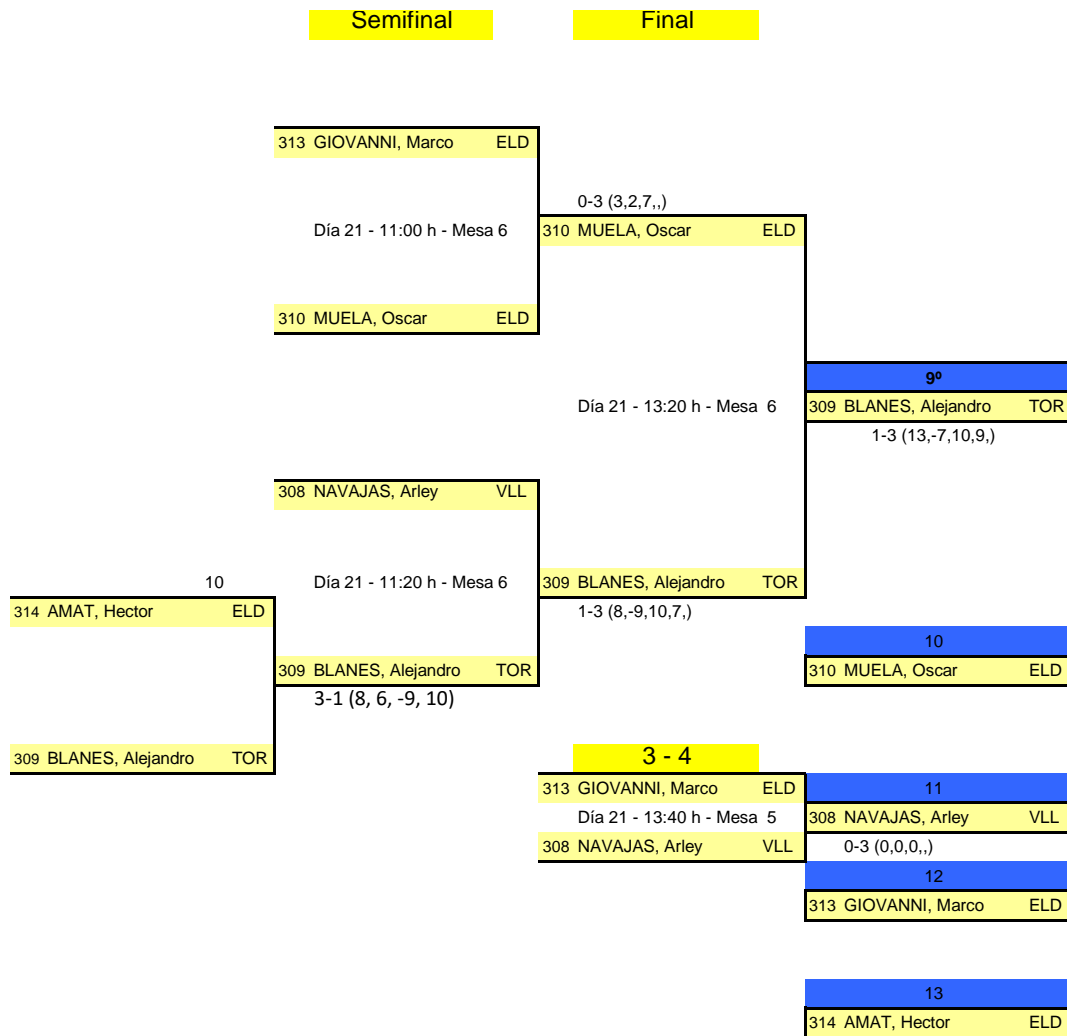 Semifinal Final
313 GIOVANNI, Marco ELD
0-3 (3,2,7,,)
Día 21 - 11:00 h - Mesa 6 310 MUELA, Oscar ELD
310 MUELA, Oscar ELD
9º
Día 21 - 13:20 h - Mesa 6 309 BLANES, Alejandro TOR
1-3 (13,-7,10,9,)
308 NAVAJAS, Arley VLL
10 Día 21 - 11:20 h - Mesa 6 309 BLANES, Alejandro TOR
314 AMAT, Hector ELD 1-3 (8,-9,10,7,)
10
309 BLANES, Alejandro TOR 310 MUELA, Oscar ELD
3-1 (8, 6, -9, 10)
309 BLANES, Alejandro TOR 3 - 4
313 GIOVANNI, Marco ELD 11
Día 21 - 13:40 h - Mesa 5 308 NAVAJAS, Arley VLL
308 NAVAJAS, Arley VLL 0-3 (0,0,0,,)
12
313 GIOVANNI, Marco ELD
13
314 AMAT, Hector ELD